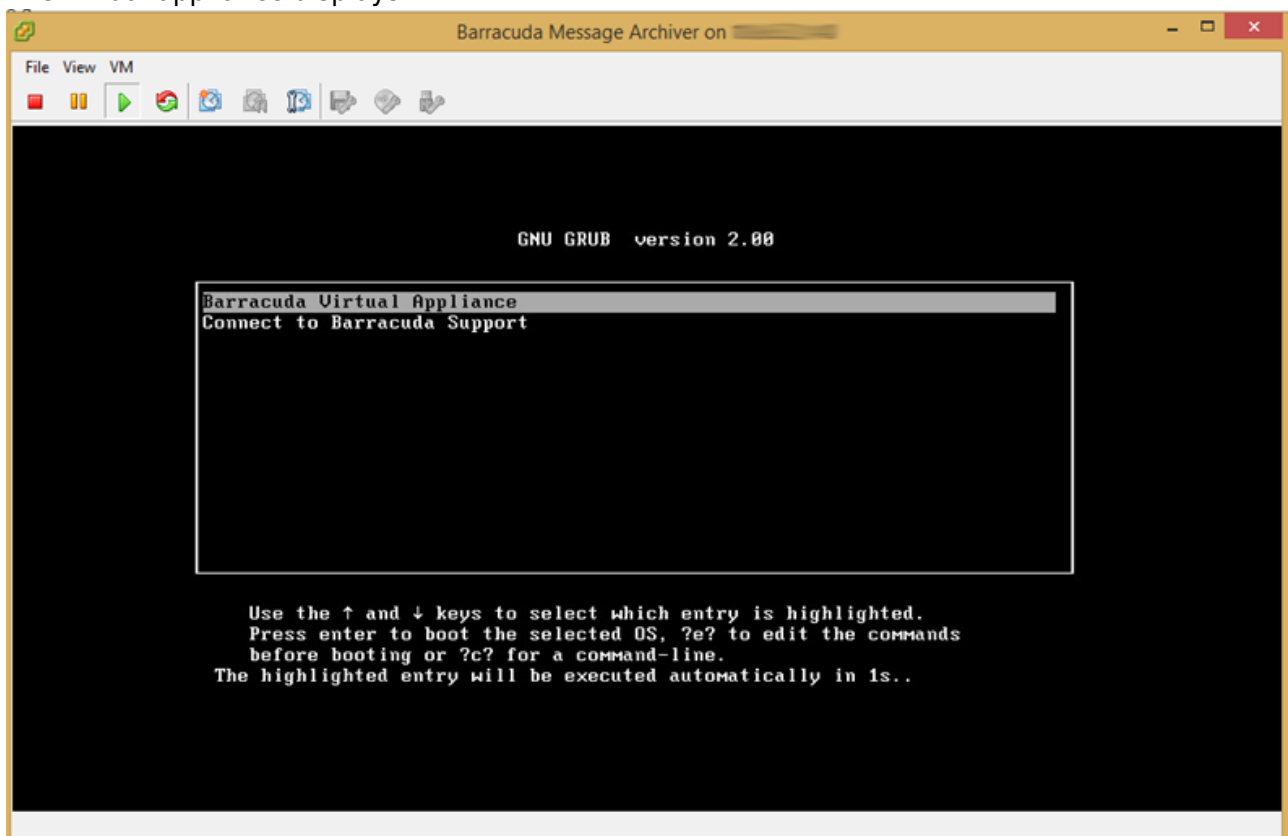 Barracuda Message Archiver on
File View VM
GNU GRUB version 2.00
Barracuda Virtual Appliance
Connect to Barracuda Support
Use the ↑ and ↓ keys to select which entry is highlighted.
Press enter to boot the selected OS, ?e? to edit the commands
before booting or ?c? for a command-line.
The highlighted entry will be executed automatically in 1s..